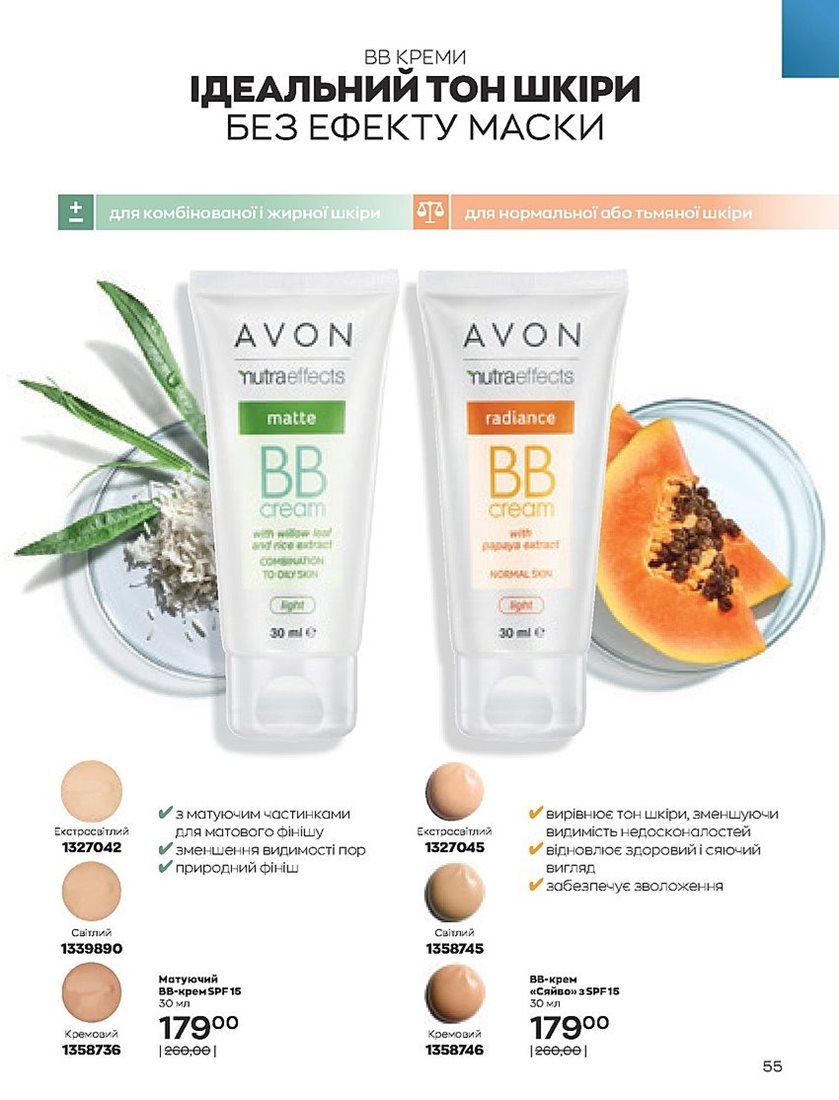 BB КРЕМИ
ІДЕАЛЬНИЙ ТОН ШКІРИ
БЕЗ ЕФЕКТУ МАСКИ
± для комбінованої і жирної шкіри
для нормальної або тьмяної шкіри
AVON
nutraeffects
matte
BB
cream
with willow leaf
and rice extract
COMBINATION
TO OILY SKIN
light
30 ml e
AVON
nutraeffects
radiance
BB
cream
with
papaya extract
NORMAL SKIN
light
30 ml e
Екстрасвітлий
1327042
Світлий
1339890
Кремовий
1358736
✔ з матуючим частинками
для матового фінішу
✔ зменшення видимості пор
✔ природний фініш
Матуючий
BB-крем SPF 15
30 мл
179⁰⁰
| 260,00 |
Екстрасвітлий
1327045
Світлий
1358745
Кремовий
1358746
✔ вирівнює тон шкіри, зменшуючи
видимість недосконалостей
✔ відновлює здоровий і сяючий
вигляд
✔ забезпечує зволоження
BB-крем
«Сяйво» з SPF 15
30 мл
179⁰⁰
| 260,00 |
55